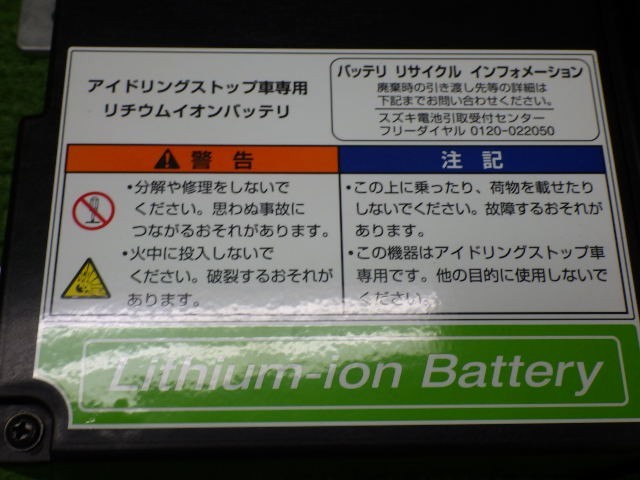 アイドリングストップ車専用
リチウムイオンバッテリ
バッテリ リサイクル インフォメーション
廃棄時の引き渡し先等の詳細は
下記までお問い合わせください。
スズキ電池引取受付センター
フリーダイヤル 0120-022050
警告
・分解や修理をしないで
ください。思わぬ事故に
つながるおそれがあります。
・火中に投入しないで
ください。破裂するおそれが
あります。
注記
・この上に乗ったり、荷物を載せたり
しないでください。故障するおそれが
あります。
・この機器はアイドリングストップ車
専用です。他の目的に使用しないで
ください。
Lithium-ion Battery